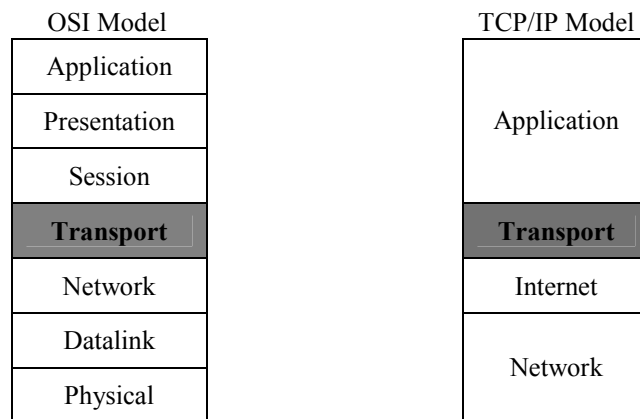 OSI Model
Application
Presentation
Session
Transport
Network
Datalink
Physical
TCP/IP Model
Application
Transport
Internet
Network